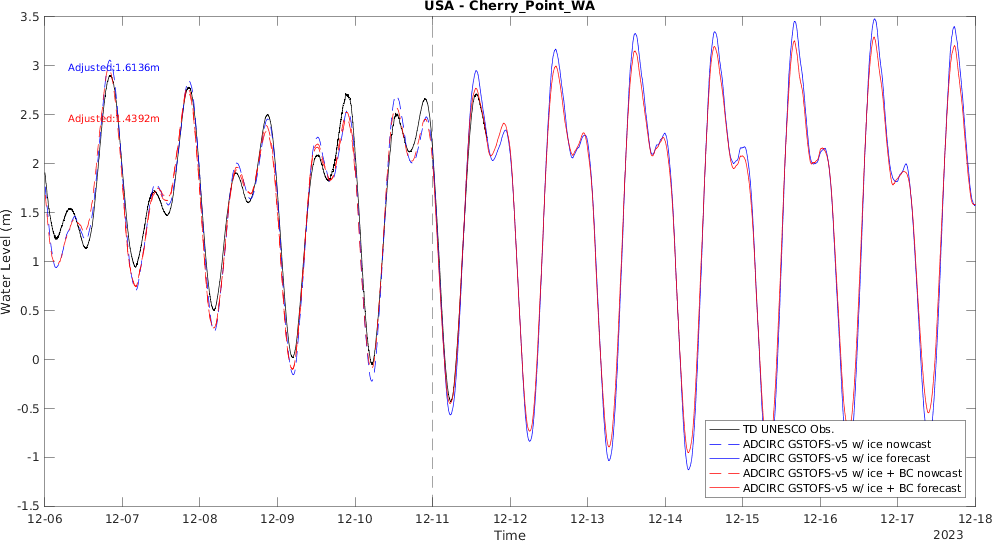 USA - Cherry_Point_WA
3.5
3
2.5
2
1.5
1
0.5
0
-0.5
-1
-1.5
Water Level (m)
Adjusted:1.6136m
Adjusted:1.4392m
TD UNESCO Obs.
ADCIRC GSTOFS-v5 w/ ice nowcast
ADCIRC GSTOFS-v5 w/ ice forecast
ADCIRC GSTOFS-v5 w/ ice + BC nowcast
ADCIRC GSTOFS-v5 w/ ice + BC forecast
12-06 12-07 12-08 12-09 12-10 12-11 12-12 12-13 12-14 12-15 12-16 12-17 12-18
Time
2023